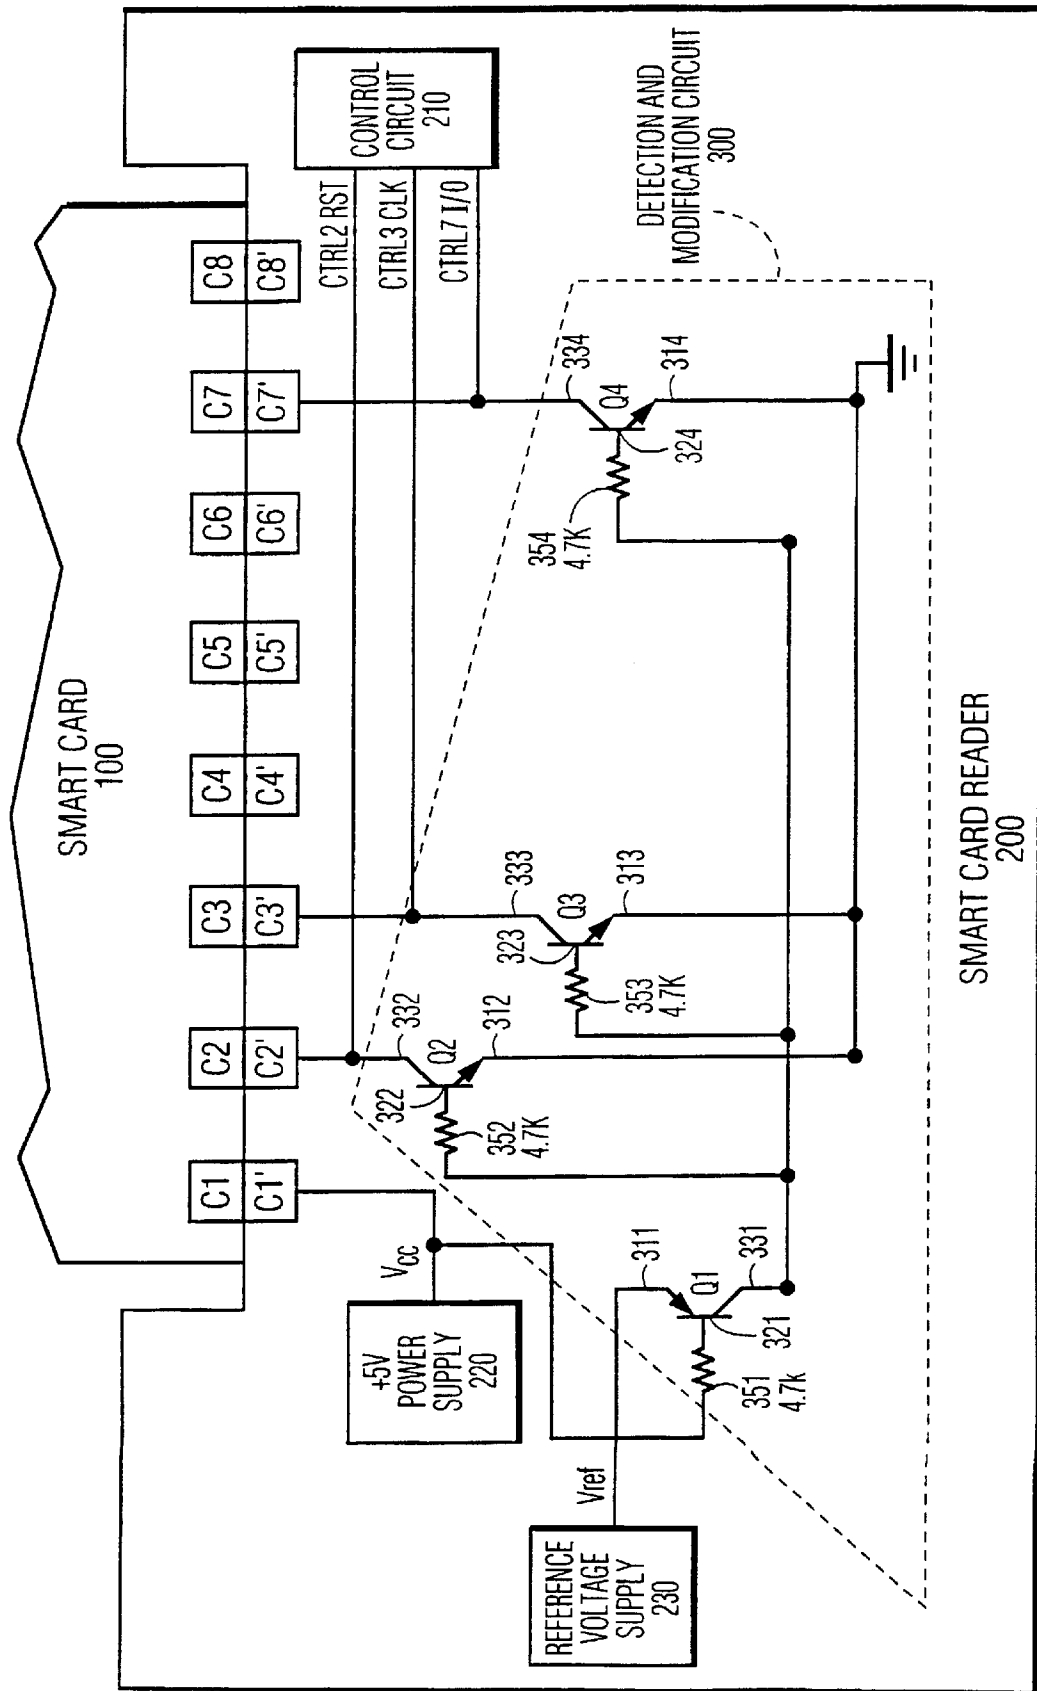 SMART CARD
100
C1
C2
C3
C4
C5
C6
C7
C8
C1'
C2'
C3'
C4'
C5'
C6'
C7'
C8'
CTRL2 RST
CTRL3 CLK
CTRL7 I/O
CONTROL
CIRCUIT
210
+5V
POWER
SUPPLY
220
VCC
REFERENCE
VOLTAGE
SUPPLY
230
Vref
DETECTION AND
MODIFICATION CIRCUIT
300
311
Q1
331
321
351
4.7k
332
Q2
312
322
352
4.7K
333
Q3
313
323
353
4.7K
334
Q4
314
324
354
4.7K
SMART CARD READER
200